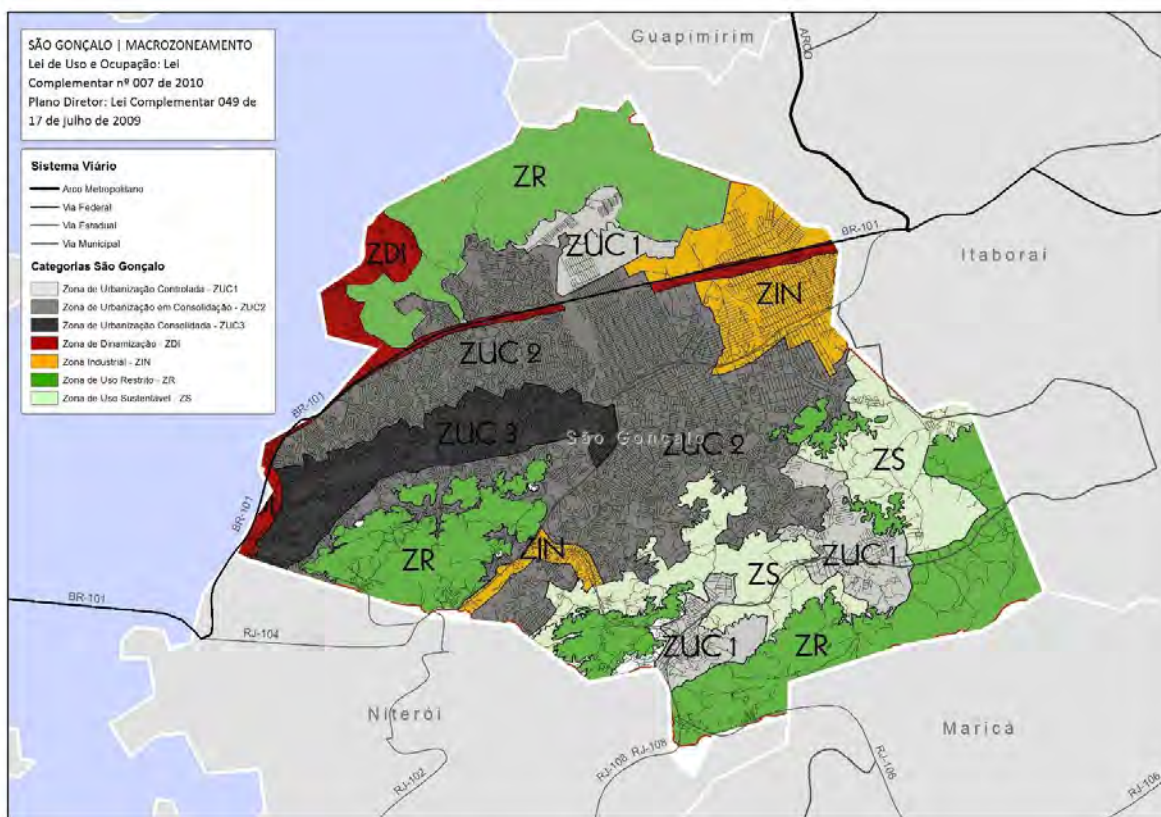 SÃO GONÇALO | MACROZONEAMENTO
Lei de Uso e Ocupação: Lei
Complementar nº 007 de 2010
Plano Diretor: Lei Complementar 049 de
17 de julho de 2009
Sistema Viário
Arco Metropolitano
Via Federal
Via Estadual
Via Municipal
Categorias São Gonçalo
Zona de Urbanização Controlada - ZUC1
Zona de Urbanização em Consolidação - ZUC2
Zona de Urbanização Consolidada - ZUC3
Zona de Dinamização - ZDI
Zona Industrial - ZIN
Zona de Uso Restrito - ZR
Zona de Uso Sustentável - ZS
Guapimirim
ARCO
ZR
ZDI
ZUC 1
BR-101
Itaboraí
ZIN
ZUC 2
BR-101
ZUC 3
São Gonçalo
ZUC 2
ZS
BR-101
ZIN
ZR
ZUC 1
ZS
BR-101
RJ-104
ZUC 1
ZR
Niterói
Maricá
RJ-102
RJ-108
RJ-108
RJ-106
RJ-106